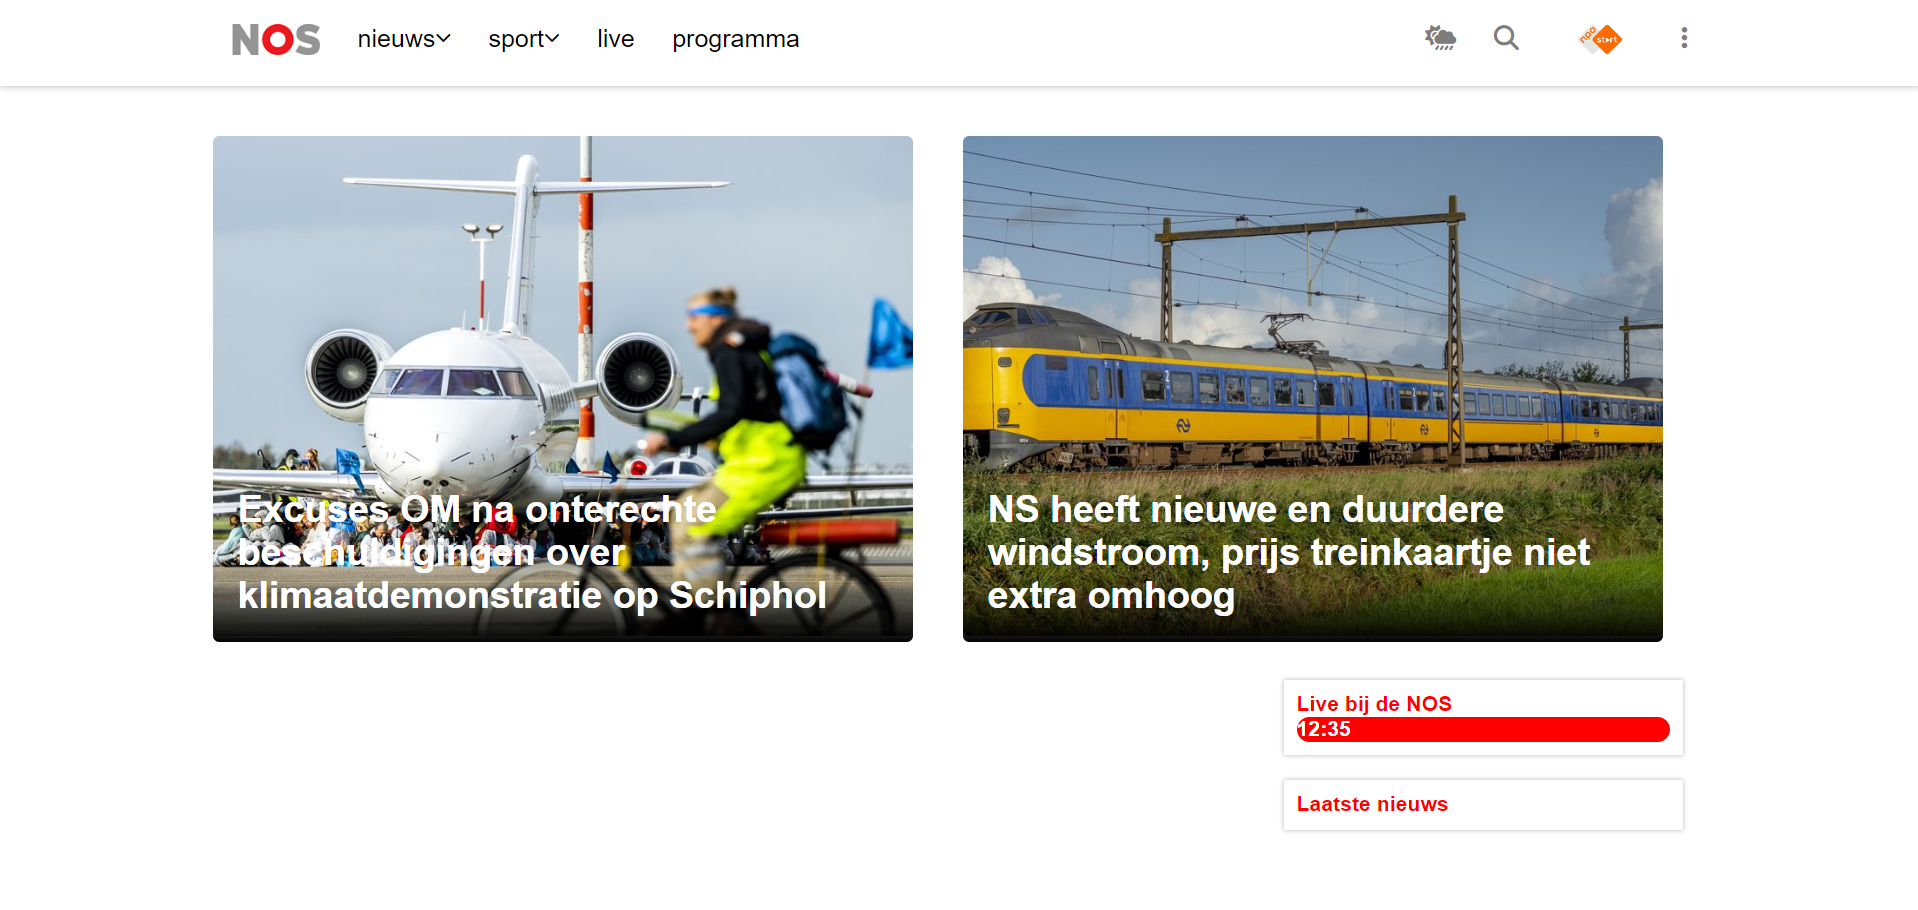 NOS nieuws sport live programma npo start
Excuses OM na onterechte
beschuldigingen over
klimaatdemonstratie op Schiphol
NS heeft nieuwe en duurdere
windstroom, prijs treinkaartje niet
extra omhoog
Live bij de NOS
12:35
Laatste nieuws